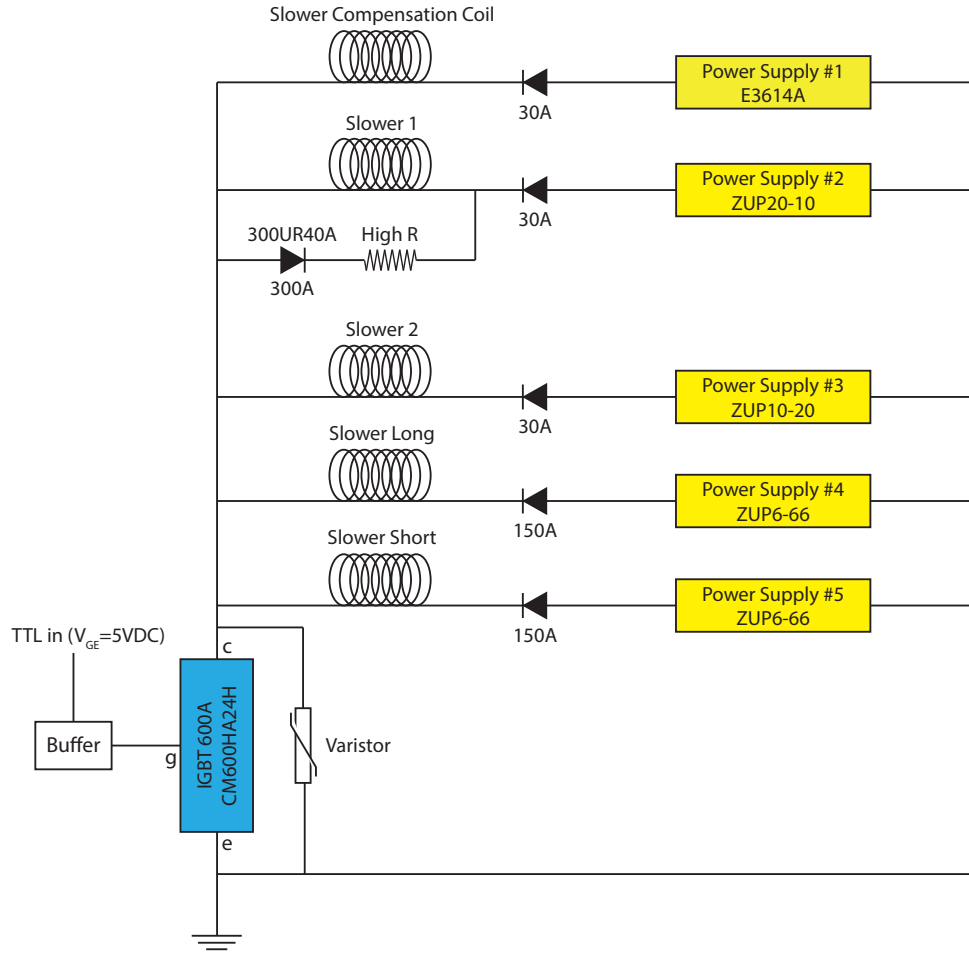 Slower Compensation Coil
Power Supply #1
E3614A
30A
Slower 1
Power Supply #2
ZUP20-10
30A
300UR40A
High R
300A
Slower 2
Power Supply #3
ZUP10-20
30A
Slower Long
Power Supply #4
ZUP6-66
150A
Slower Short
Power Supply #5
ZUP6-66
150A
TTL in (V_GE=5VDC)
c
IGBT 600A
CM600HA24H
Buffer
g
Varistor
e